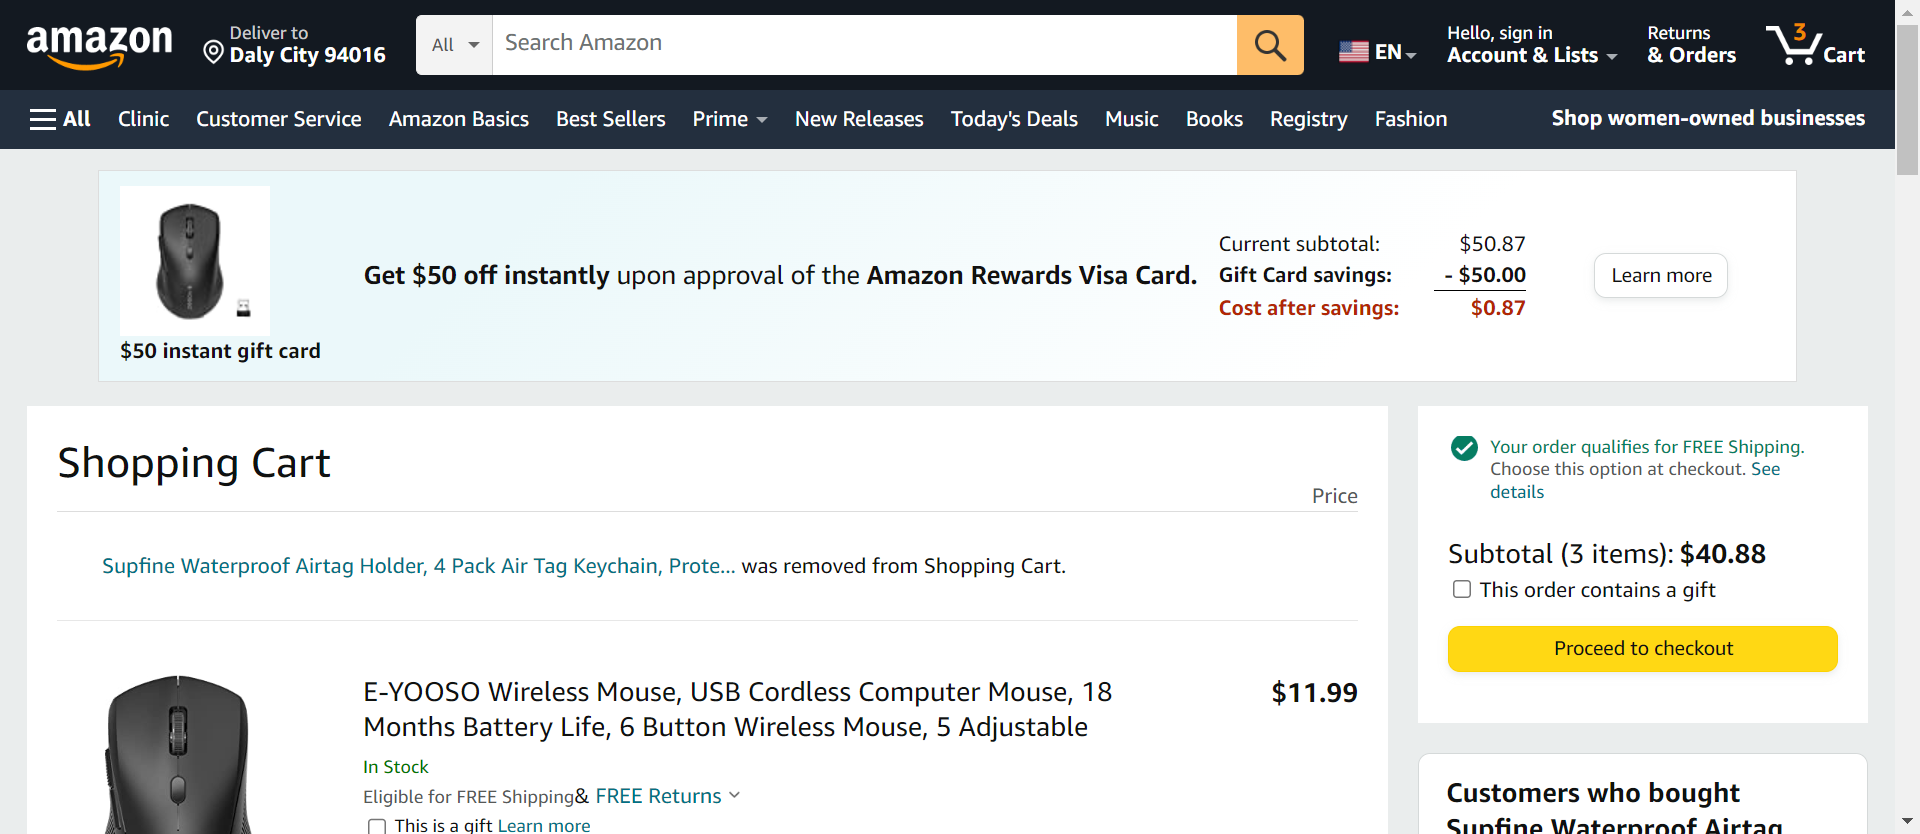 amazon
Deliver to
Daly City 94016
All
Search Amazon
EN
Hello, sign in
Account & Lists
Returns
& Orders
3
Cart
All
Clinic
Customer Service
Amazon Basics
Best Sellers
Prime
New Releases
Today's Deals
Music
Books
Registry
Fashion
Shop women-owned businesses
$50 instant gift card
Get $50 off instantly upon approval of the Amazon Rewards Visa Card.
Current subtotal: $50.87
Gift Card savings: - $50.00
Cost after savings: $0.87
Learn more
Shopping Cart
Price
Supfine Waterproof Airtag Holder, 4 Pack Air Tag Keychain, Prote... was removed from Shopping Cart.
E-YOOSO Wireless Mouse, USB Cordless Computer Mouse, 18
Months Battery Life, 6 Button Wireless Mouse, 5 Adjustable
$11.99
In Stock
Eligible for FREE Shipping& FREE Returns
This is a gift Learn more
Your order qualifies for FREE Shipping.
Choose this option at checkout. See
details
Subtotal (3 items): $40.88
This order contains a gift
Proceed to checkout
Customers who bought
Supfine Waterproof Airtag